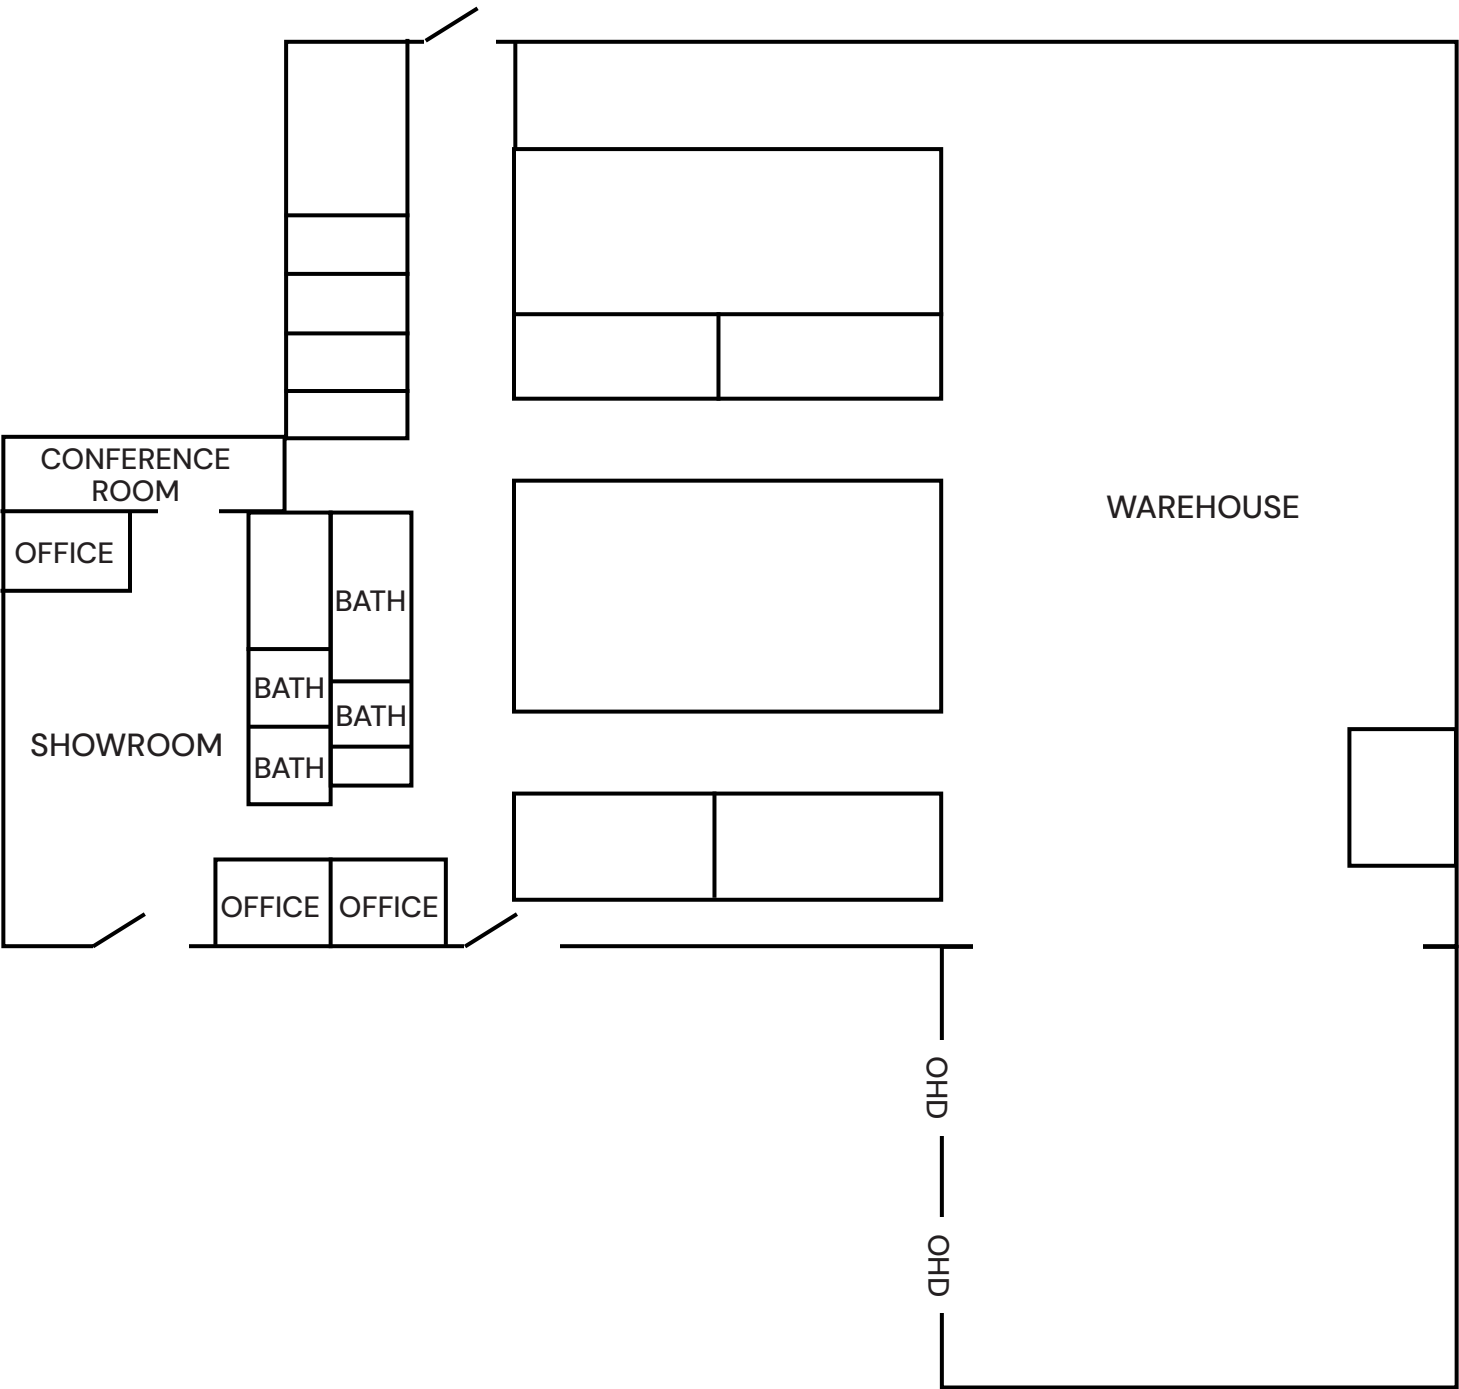 CONFERENCE
ROOM
OFFICE
WAREHOUSE
BATH
BATH
BATH
SHOWROOM
BATH
OFFICE
OFFICE
OHD
OHD